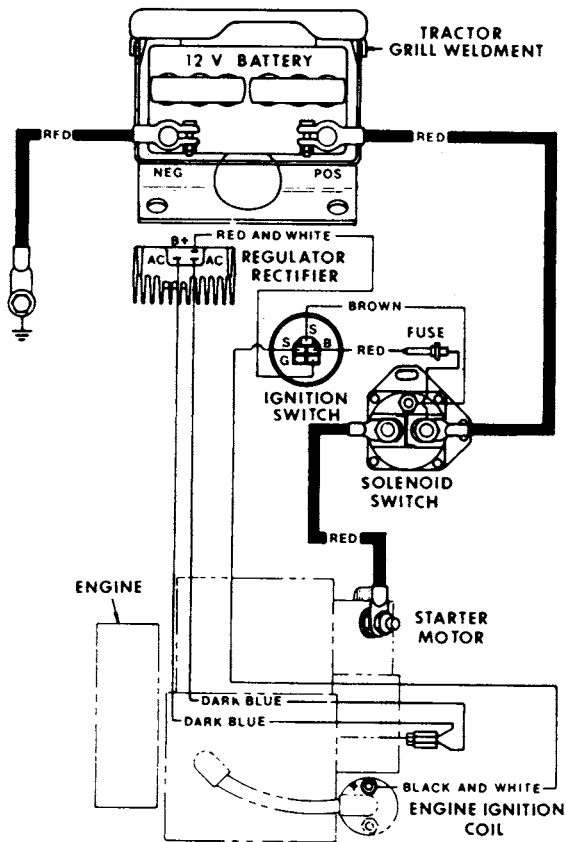 TRACTOR
GRILL WELDMENT
12 V BATTERY
RED
RED
NEG
POS
RED AND WHITE
B+
AC
AC
REGULATOR
RECTIFIER
BROWN
S
S
B
G
RED
FUSE
IGNITION
SWITCH
SOLENOID
SWITCH
RED
ENGINE
STARTER
MOTOR
DARK BLUE
DARK BLUE
+
BLACK AND WHITE
ENGINE IGNITION
COIL